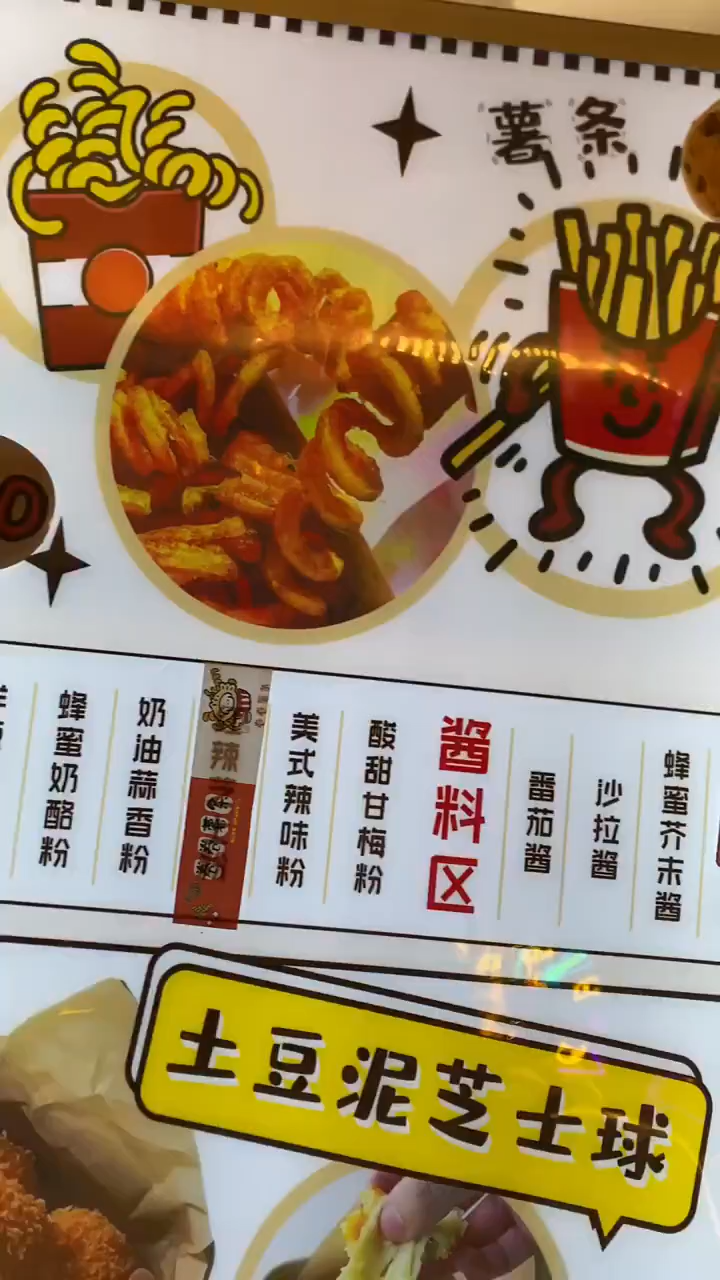 薯条
蜂蜜奶酪粉
奶油蒜香粉
辣
美式辣味粉
酸甜甘梅粉
酱料区
番茄酱
沙拉酱
蜂蜜芥末酱
土豆泥芝士球